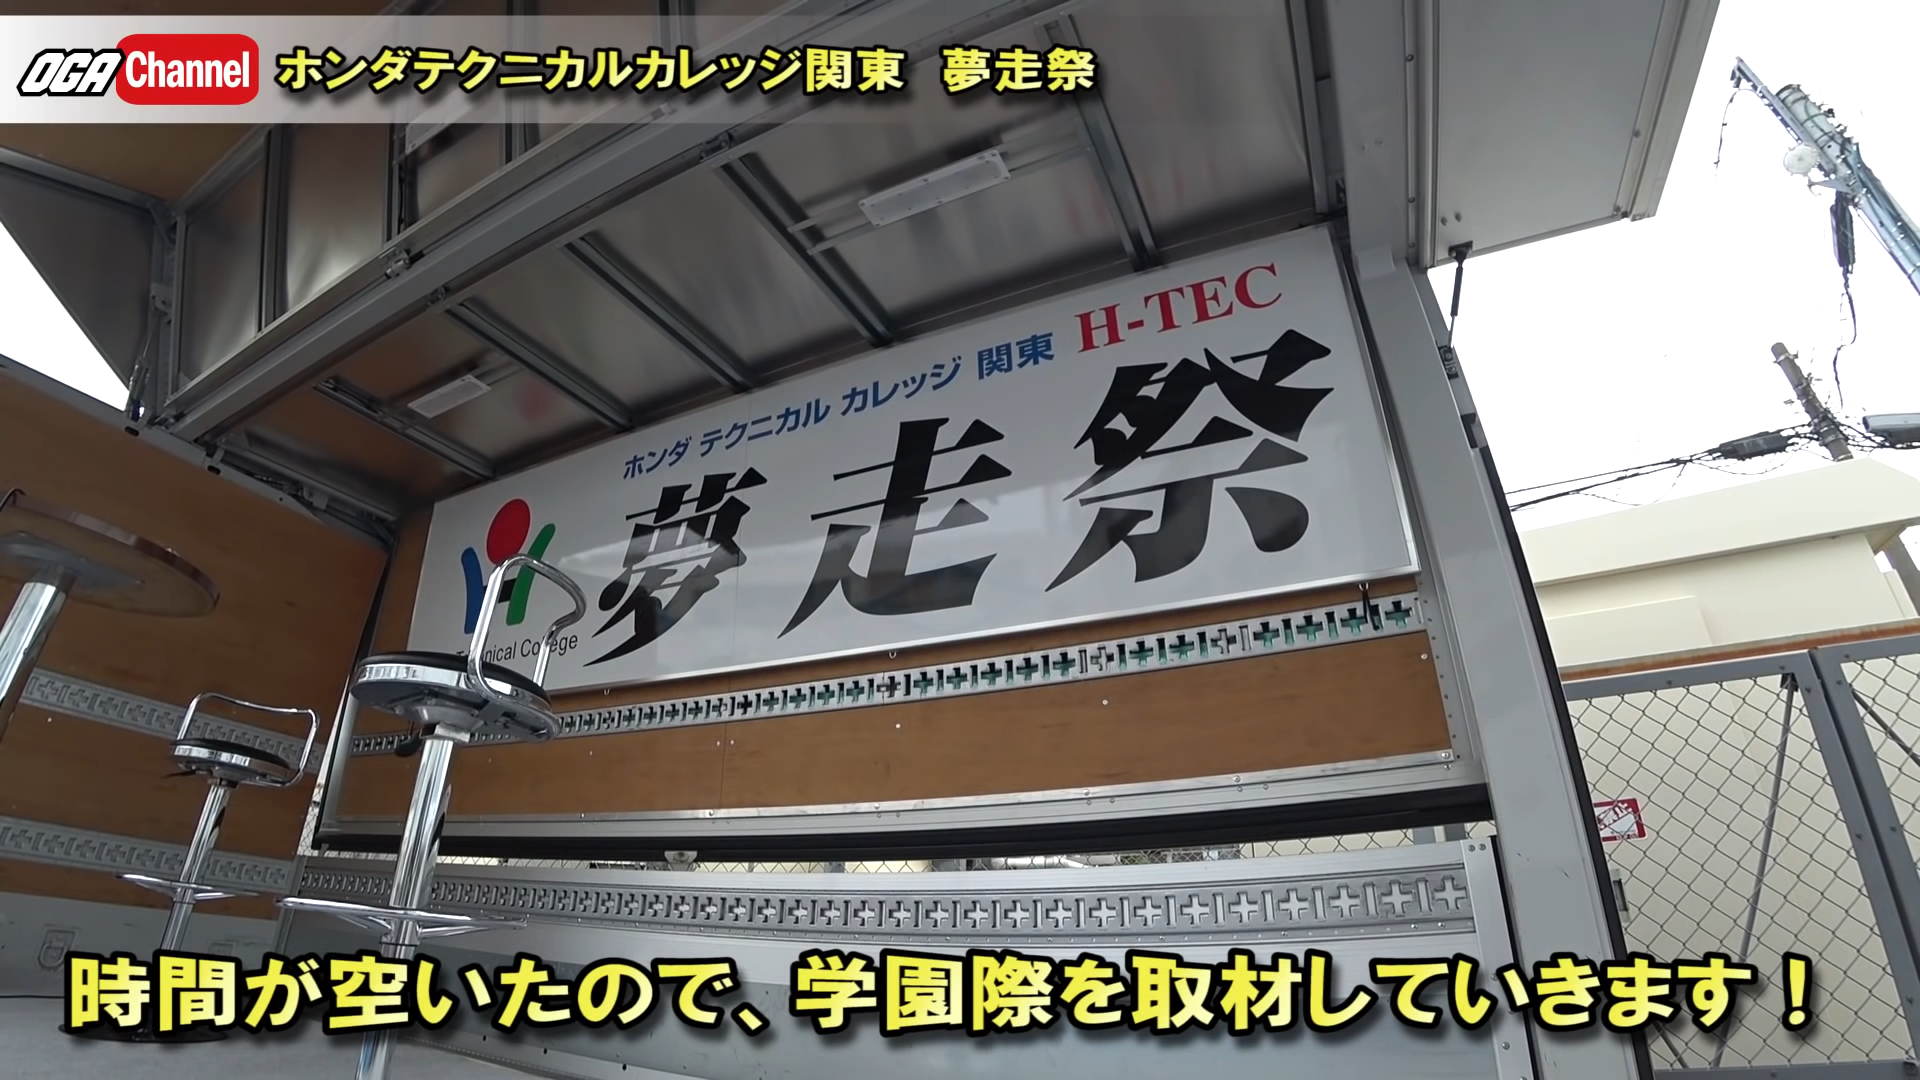 OGA Channel ホンダテクニカルカレッジ関東 夢走祭
ホンダ テクニカル カレッジ 関東 H-TEC
夢走祭
Technical College
時間が空いたので、学園際を取材していきます！